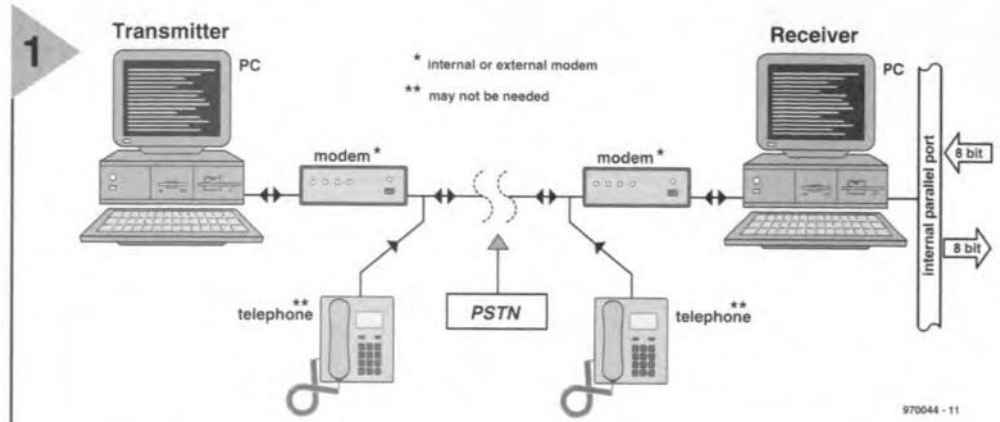 1
Transmitter
PC
* internal or external modem
** may not be needed
Receiver
PC
modem *
modem *
internal parallel port
8 bit
8 bit
telephone **
PSTN
telephone **
970044 - 11